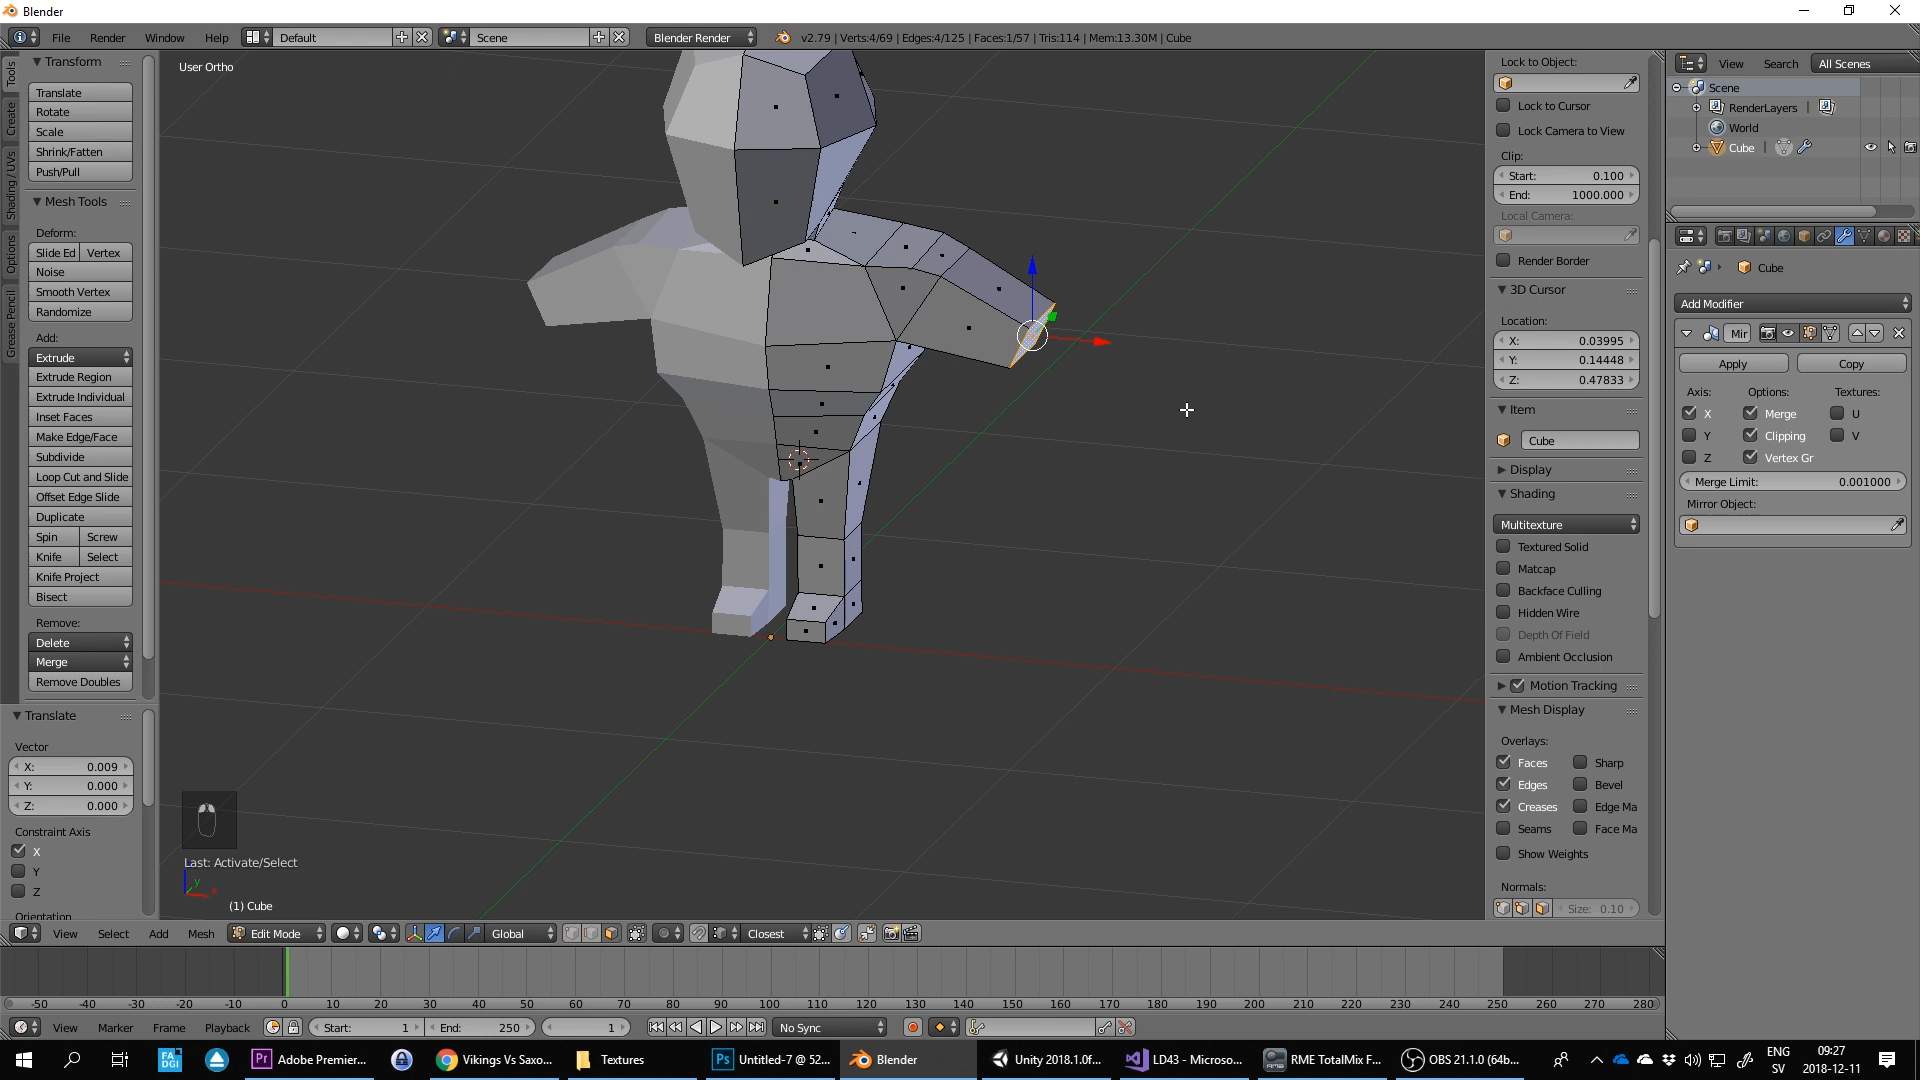 Blender
File Render Window Help Default Scene Blender Render v2.79 | Verts:4/69 | Edges:4/125 | Faces:1/57 | Tris:114 | Mem:13.30M | Cube
Tools
Create
Shading / UVs
Options
Grease Pencil
Transform
Translate
Rotate
Scale
Shrink/Fatten
Push/Pull
Mesh Tools
Deform:
Slide Ed Vertex
Noise
Smooth Vertex
Randomize
Add:
Extrude
Extrude Region
Extrude Individual
Inset Faces
Make Edge/Face
Subdivide
Loop Cut and Slide
Offset Edge Slide
Duplicate
Spin Screw
Knife Select
Knife Project
Bisect
Remove:
Delete
Merge
Remove Doubles
Translate
Vector
X: 0.009
Y: 0.000
Z: 0.000
Constraint Axis
X
Y
Z
Orientation
User Ortho
Last: Activate/Select
y
x
(1) Cube
Lock to Object:
Lock to Cursor
Lock Camera to View
Clip:
Start: 0.100
End: 1000.000
Local Camera:
Render Border
3D Cursor
Location:
X: 0.03995
Y: 0.14448
Z: 0.47833
Item
Cube
Display
Shading
Multitexture
Textured Solid
Matcap
Backface Culling
Hidden Wire
Depth Of Field
Ambient Occlusion
Motion Tracking
Mesh Display
Overlays:
Faces Sharp
Edges Bevel
Creases Edge Ma
Seams Face Ma
Show Weights
Normals:
Size: 0.10
View Search All Scenes
Scene
RenderLayers |
World
Cube |
Cube
Add Modifier
Mir
Apply Copy
Axis: Options: Textures:
X Merge U
Y Clipping V
Z Vertex Gr
Merge Limit: 0.001000
Mirror Object:
View Select Add Mesh Edit Mode Global Closest
-50 -40 -30 -20 -10 0 10 20 30 40 50 60 70 80 90 100 110 120 130 140 150 160 170 180 190 200 210 220 230 240 250 260 270 280
View Marker Frame Playback Start: 1 End: 250 1 No Sync
FA DGI Pr Adobe Premier... Vikings Vs Saxo... Textures Ps Untitled-7 @ 52... Blender Unity 2018.1.0f... LD43 - Microso... RME TotalMix F... OBS 21.1.0 (64b... ENG SV 09:27 2018-12-11